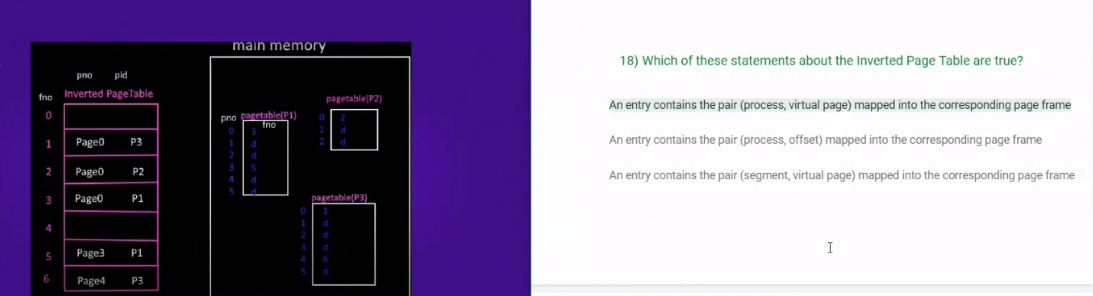 main memory
pno pid
fno Inverted PageTable
0
1 Page0 P3
2 Page0 P2
3 Page0 P1
4
5 Page3 P1
6 Page4 P3
pno pagetable(P1)
fno
0 3
1 d
2 d
3 5
4 d
5 d
pagetable(P2)
0 2
1 d
2 d
pagetable(P3)
0 1
1 d
2 d
3 d
4 6
5 d
18) Which of these statements about the Inverted Page Table are true?
An entry contains the pair (process, virtual page) mapped into the corresponding page frame
An entry contains the pair (process, offset) mapped into the corresponding page frame
An entry contains the pair (segment, virtual page) mapped into the corresponding page frame